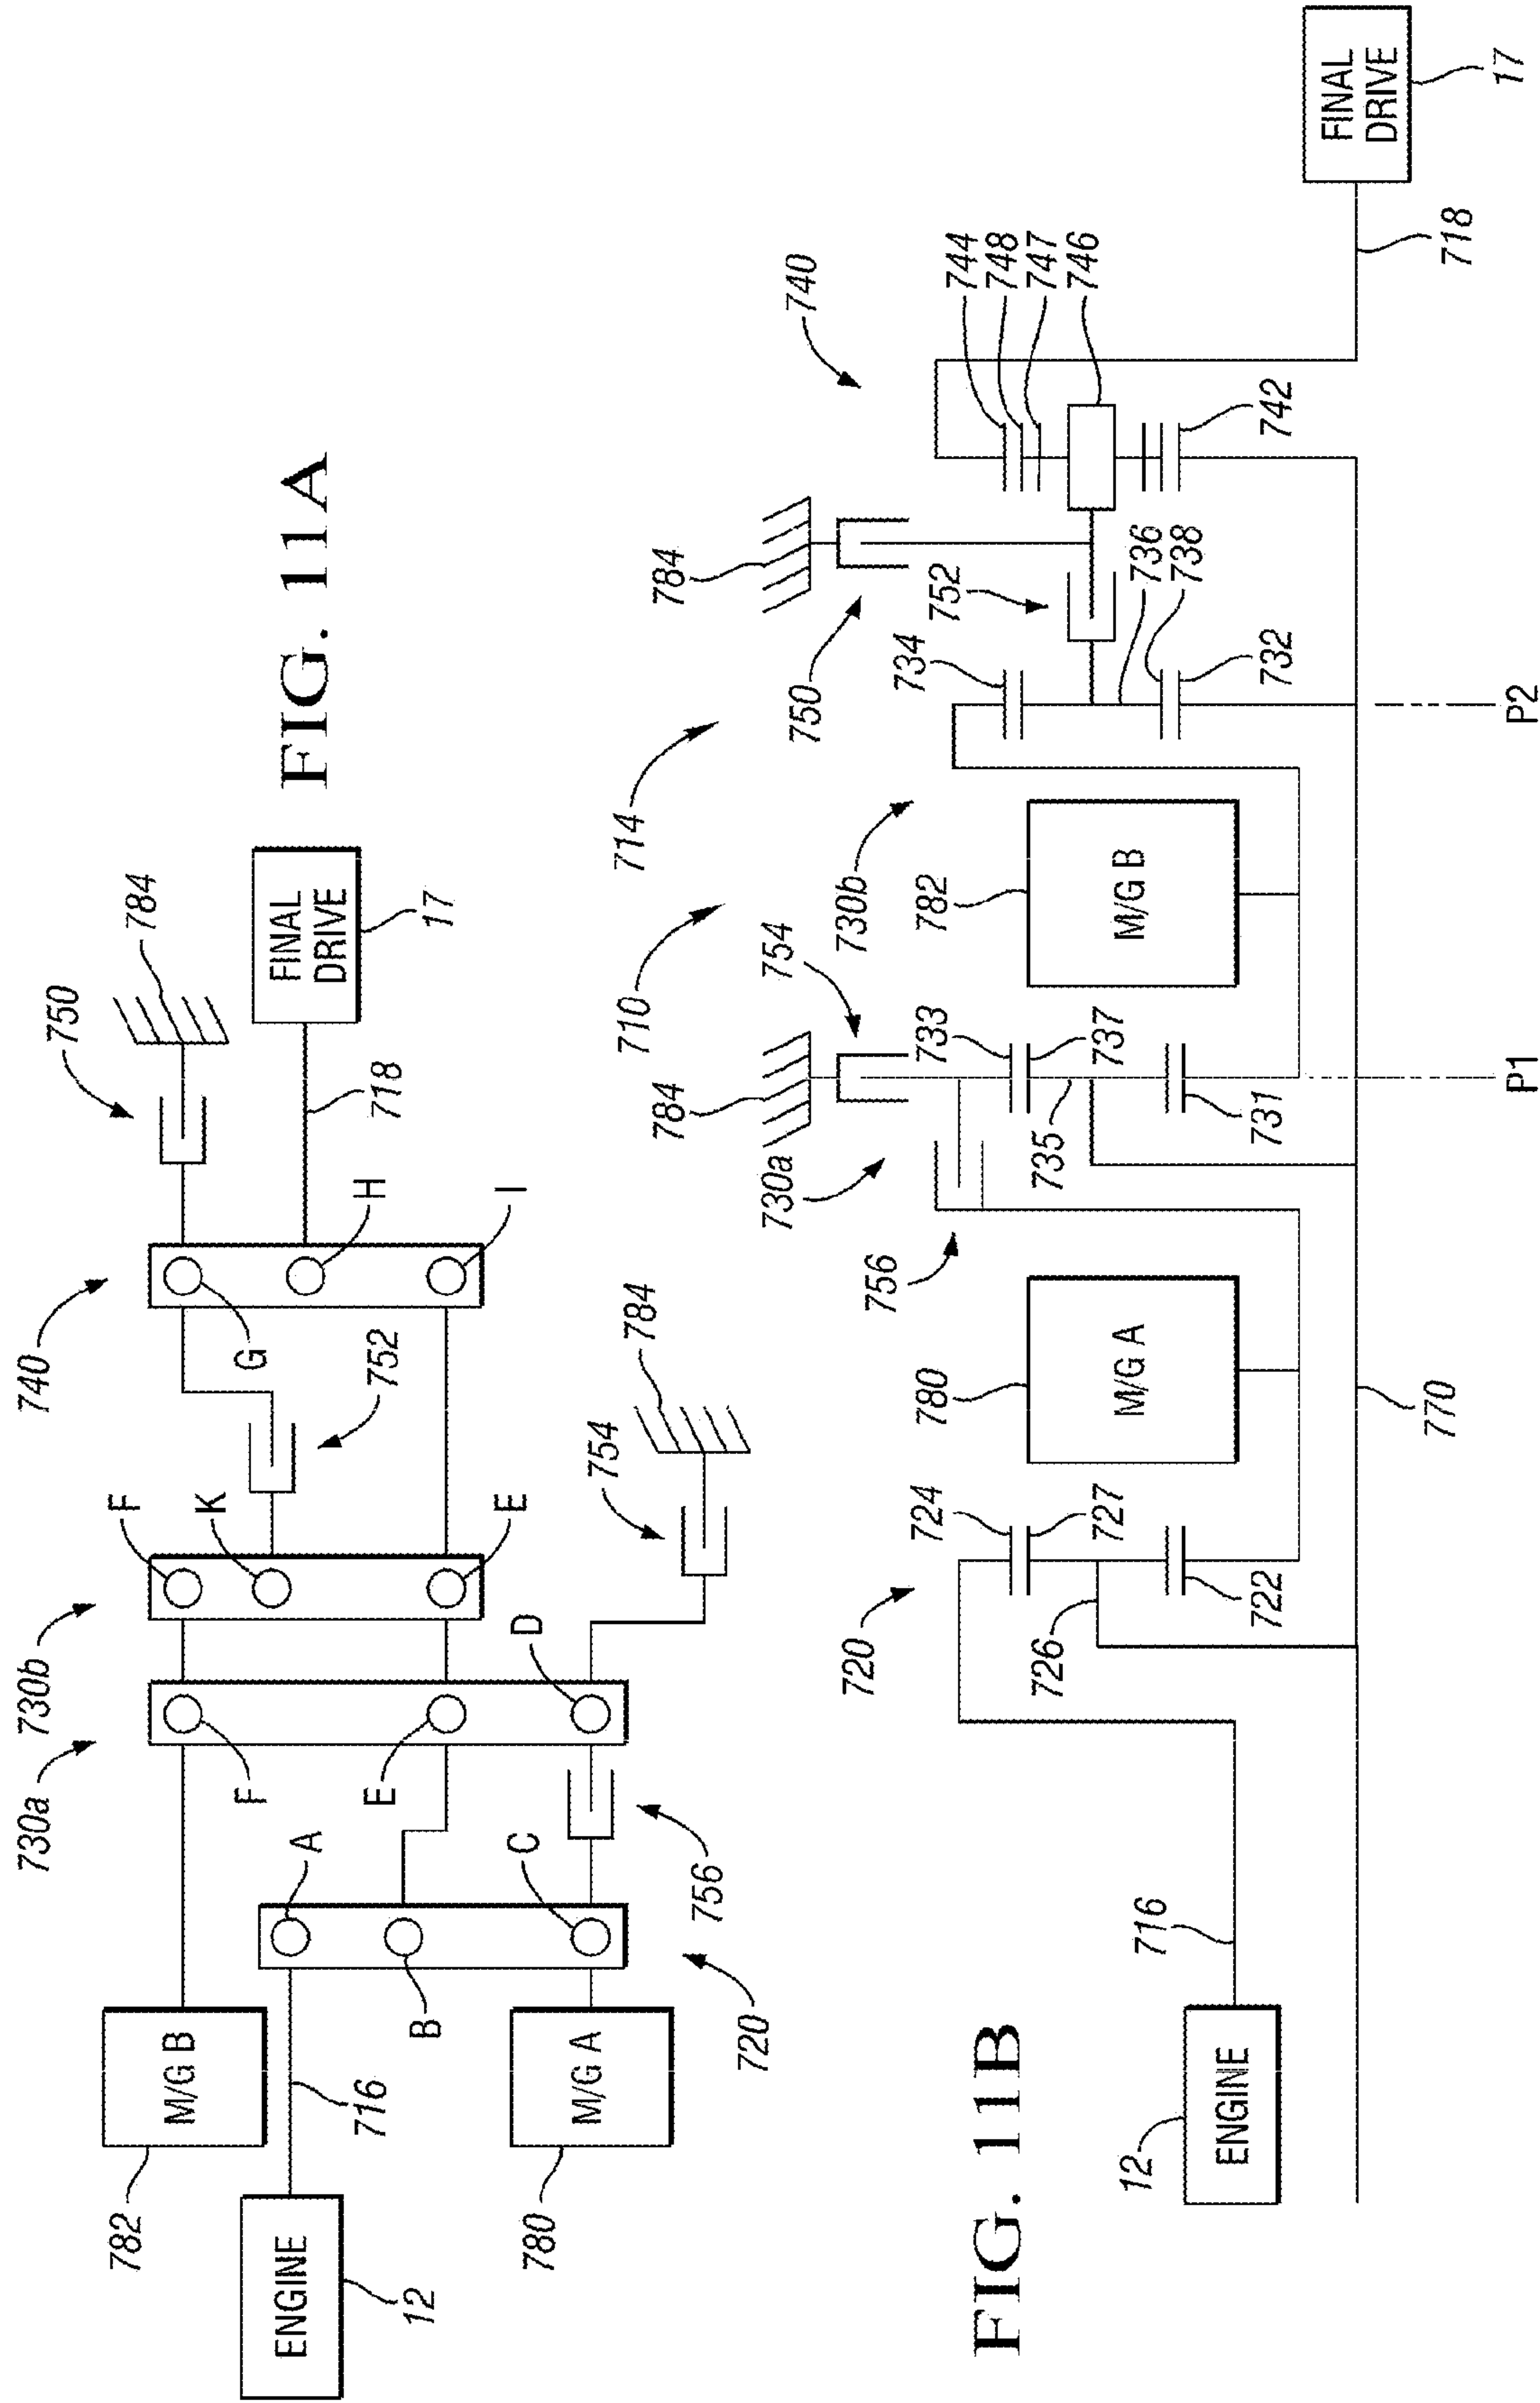 FIG. 11A
782
M/G B
ENGINE
12
716
780
M/G A
720
A
B
C
756
730a
730b
F
E
D
F
K
E
754
784
752
740
G
H
I
750
784
718
FINAL
DRIVE
17
FIG. 11B
12
ENGINE
716
720
724
727
726
722
780
M/G A
770
756
730a
784
754
733
737
735
731
P1
710
714
782
M/G B
730b
734
752
736
738
732
P2
750
784
740
744
748
747
746
742
718
FINAL
DRIVE
17